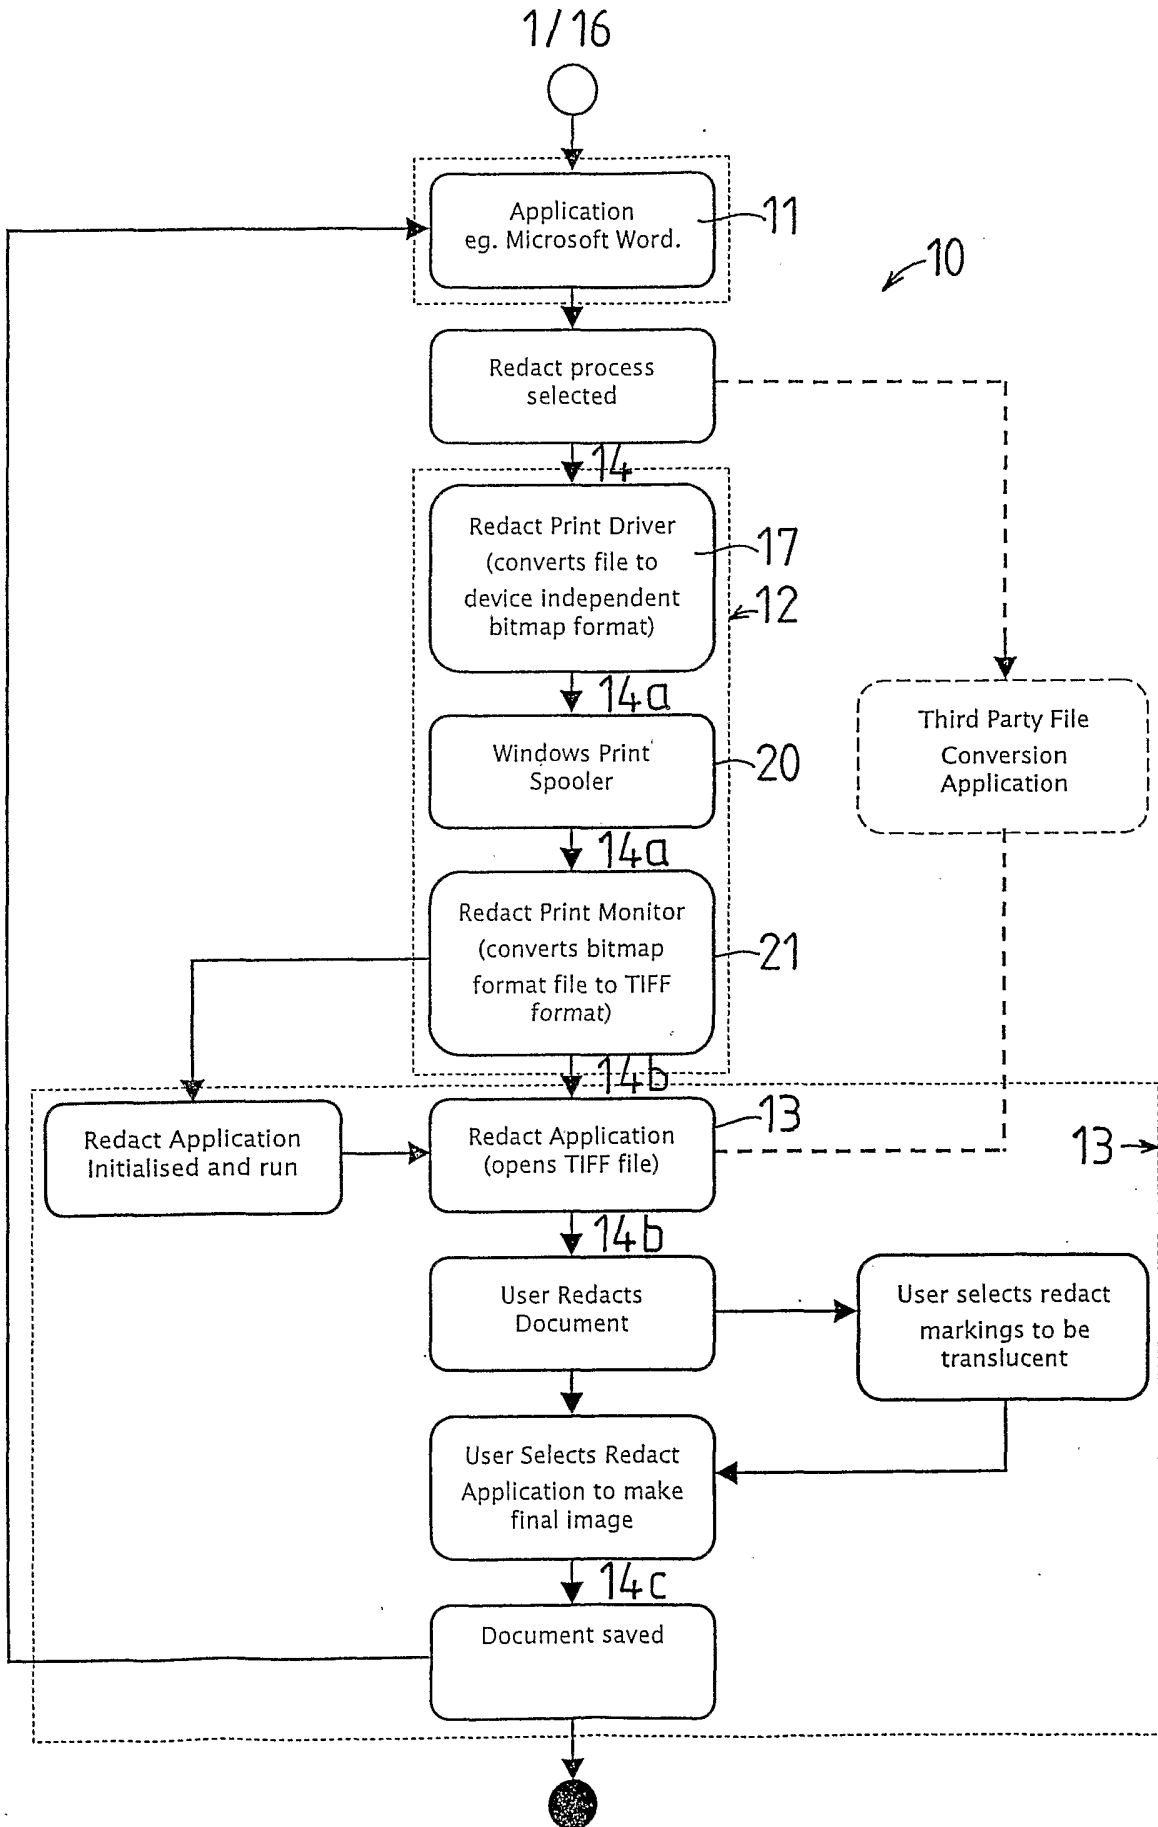 1/16
Application
eg. Microsoft Word.
11
10
Redact process
selected
14
Redact Print Driver
(converts file to
device independent
bitmap format)
17
12
14a
Windows Print
Spooler
20
Third Party File
Conversion
Application
14a
Redact Print Monitor
(converts bitmap
format file to TIFF
format)
21
14b
Redact Application
Initialised and run
Redact Application
(opens TIFF file)
13
13
14b
User Redacts
Document
User selects redact
markings to be
translucent
User Selects Redact
Application to make
final image
14c
Document saved